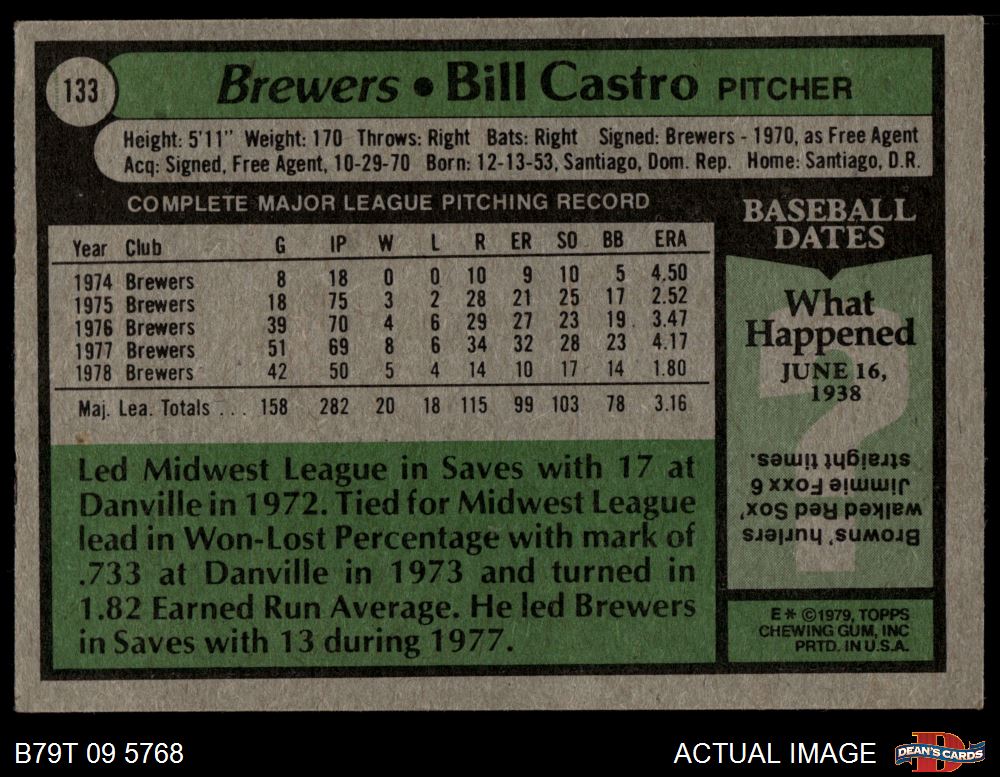 133
Brewers • Bill Castro PITCHER
Height: 5'11" Weight: 170 Throws: Right Bats: Right Signed: Brewers - 1970, as Free Agent
Acq: Signed, Free Agent, 10-29-70 Born: 12-13-53, Santiago, Dom. Rep. Home: Santiago, D.R.
COMPLETE MAJOR LEAGUE PITCHING RECORD
Year Club G IP W L R ER SO BB ERA
1974 Brewers 8 18 0 0 10 9 10 5 4.50
1975 Brewers 18 75 3 2 28 21 25 17 2.52
1976 Brewers 39 70 4 6 29 27 23 19 3.47
1977 Brewers 51 69 8 6 34 32 28 23 4.17
1978 Brewers 42 50 5 4 14 10 17 14 1.80
Maj. Lea. Totals ... 158 282 20 18 115 99 103 78 3.16
Led Midwest League in Saves with 17 at
Danville in 1972. Tied for Midwest League
lead in Won-Lost Percentage with mark of
.733 at Danville in 1973 and turned in
1.82 Earned Run Average. He led Brewers
in Saves with 13 during 1977.
BASEBALL
DATES
What
Happened
JUNE 16,
1938
?
Browns' hurlers
walked Red Sox'
Jimmie Foxx 6
straight times.
E* ©1979, TOPPS
CHEWING GUM, INC
PRTD. IN U.S.A.
B79T 09 5768
ACTUAL IMAGE
D
DEAN'S CARDS